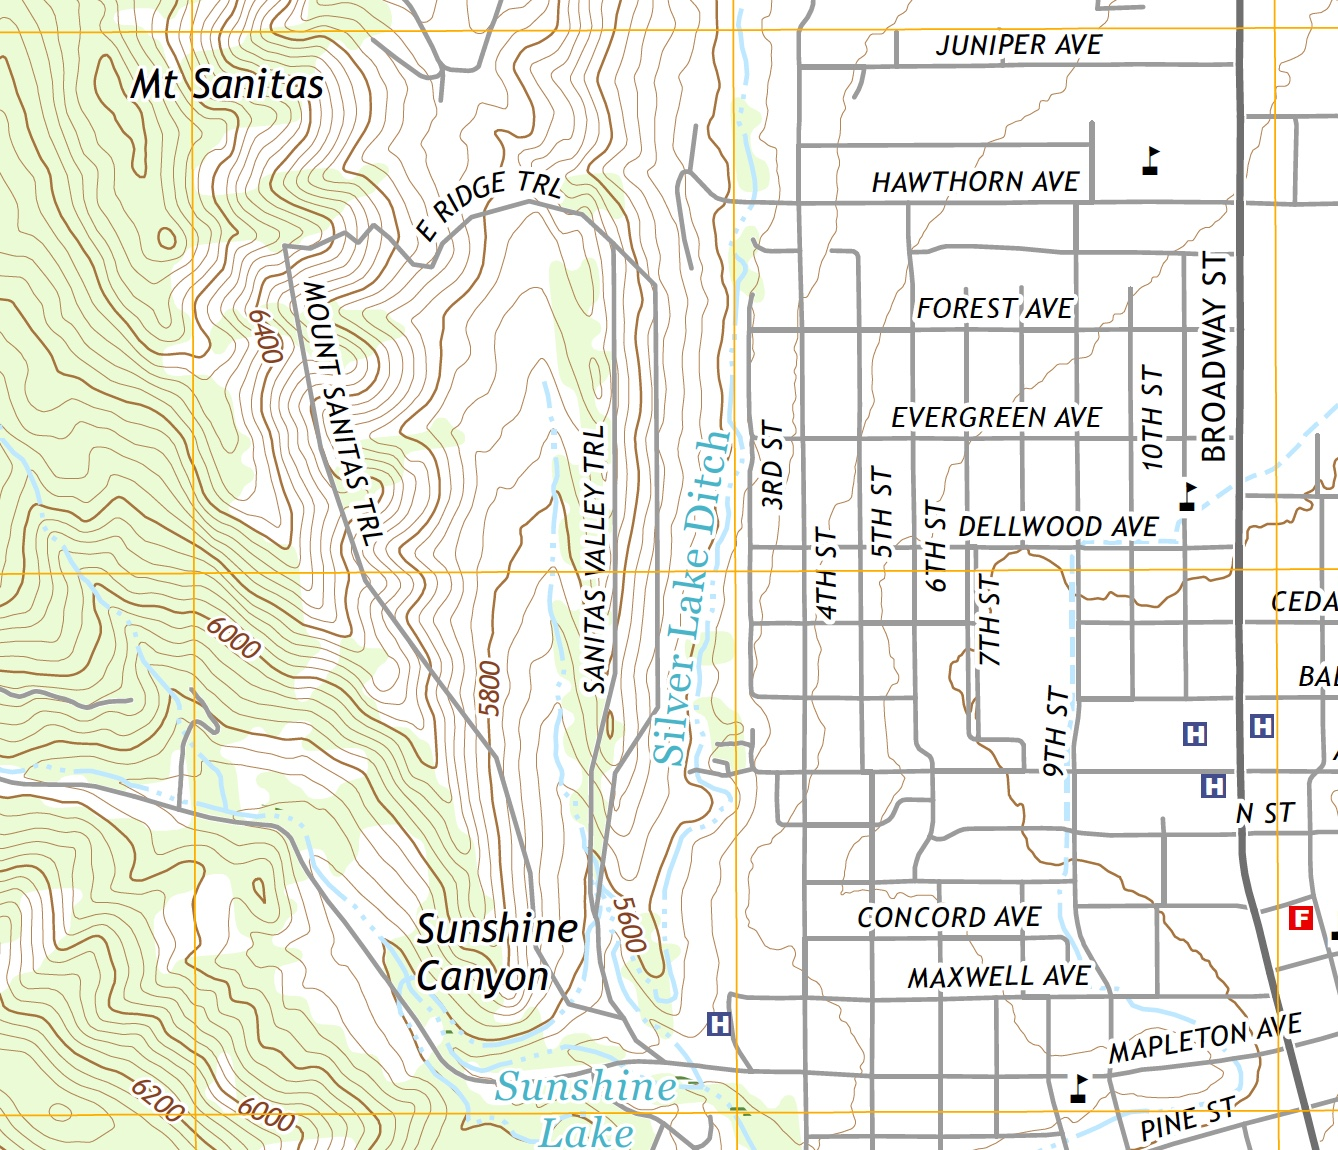 JUNIPER AVE
Mt Sanitas
HAWTHORN AVE
E RIDGE TRL
BROADWAY ST
MOUNT SANITAS TRL
6400
FOREST AVE
10TH ST
EVERGREEN AVE
3RD ST
SANITAS VALLEY TRL
Silver Lake Ditch
5TH ST
6TH ST
DELLWOOD AVE
4TH ST
7TH ST
CEDA
6000
5800
BAL
9TH ST
H
H
H
N ST
5600
Sunshine
Canyon
CONCORD AVE
F
MAXWELL AVE
H
MAPLETON AVE
Sunshine
Lake
6200
6000
PINE ST